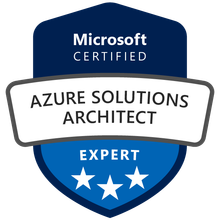 Microsoft
CERTIFIED
AZURE SOLUTIONS
ARCHITECT
EXPERT